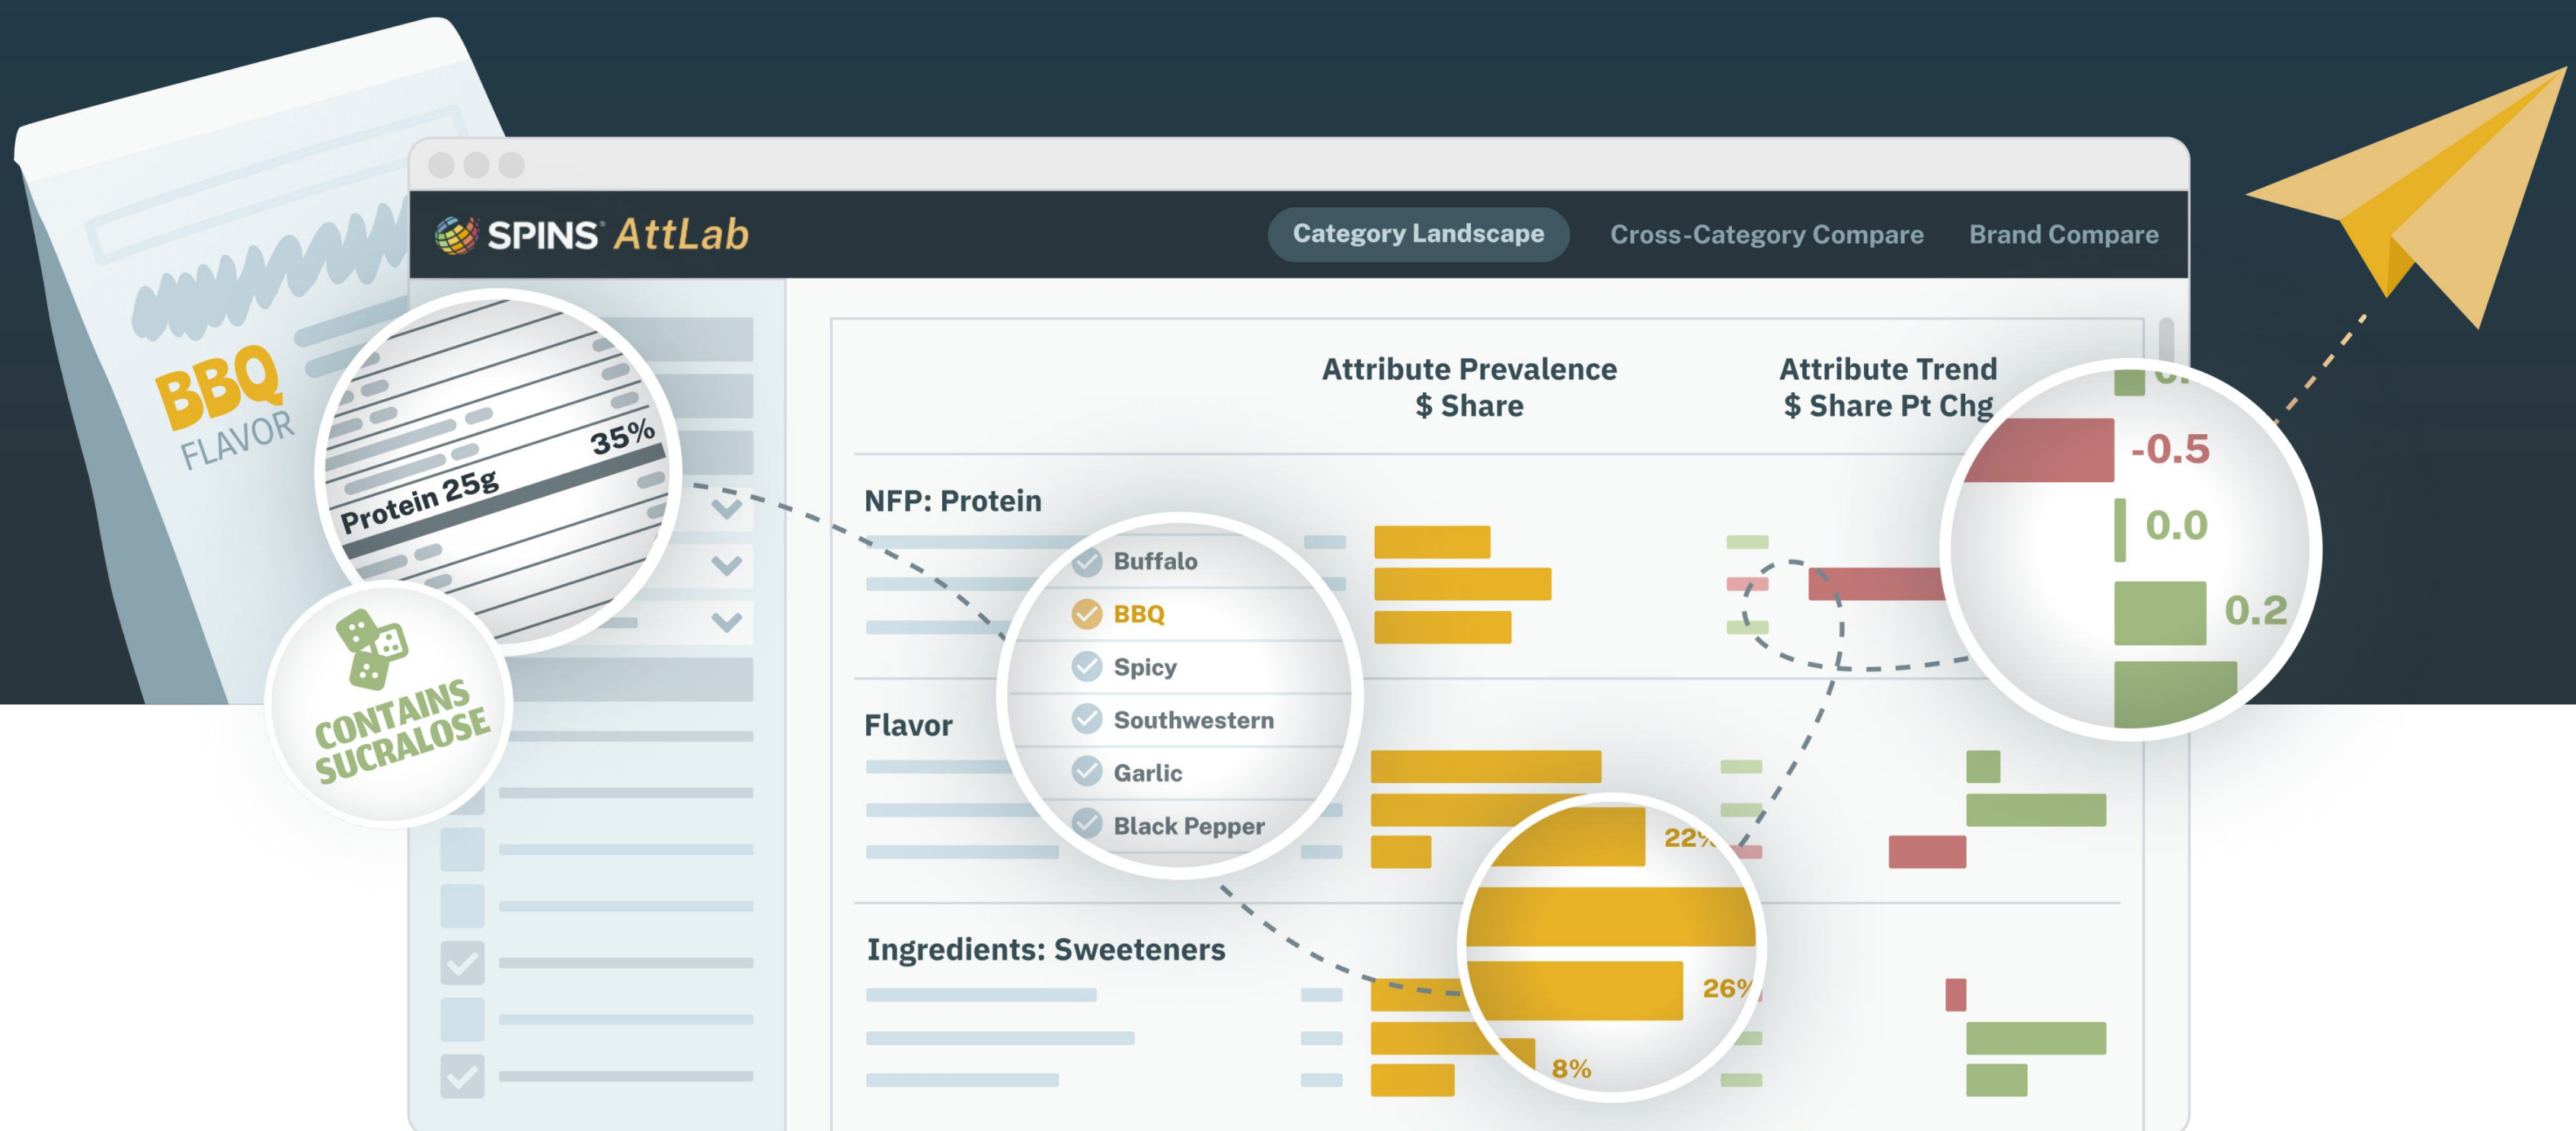 SPINS AttLab
Category Landscape
Cross-Category Compare
Brand Compare
BBQ
FLAVOR
35%
Protein 25g
CONTAINS
SUCRALOSE
Attribute Prevalence
$ Share
Attribute Trend
$ Share Pt Chg
-0.5
0.0
0.2
NFP: Protein
Buffalo
BBQ
Spicy
Southwestern
Garlic
Black Pepper
Flavor
22%
26%
8%
Ingredients: Sweeteners